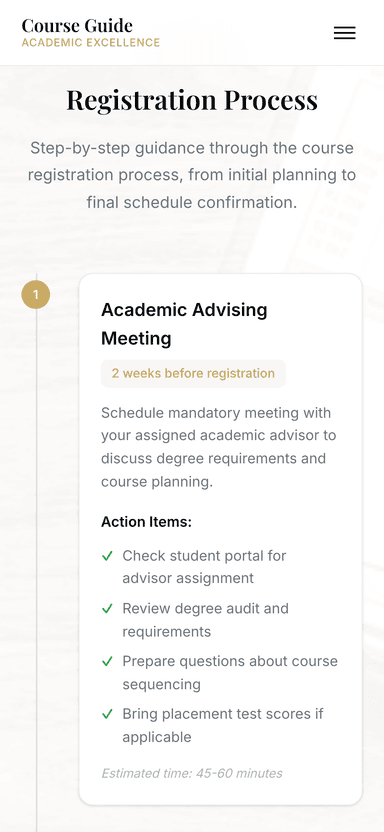 Course Guide
ACADEMIC EXCELLENCE
Registration Process
Step-by-step guidance through the course
registration process, from initial planning to
final schedule confirmation.
1
Academic Advising
Meeting
2 weeks before registration
Schedule mandatory meeting with
your assigned academic advisor to
discuss degree requirements and
course planning.
Action Items:
Check student portal for
advisor assignment
Review degree audit and
requirements
Prepare questions about course
sequencing
Bring placement test scores if
applicable
Estimated time: 45-60 minutes